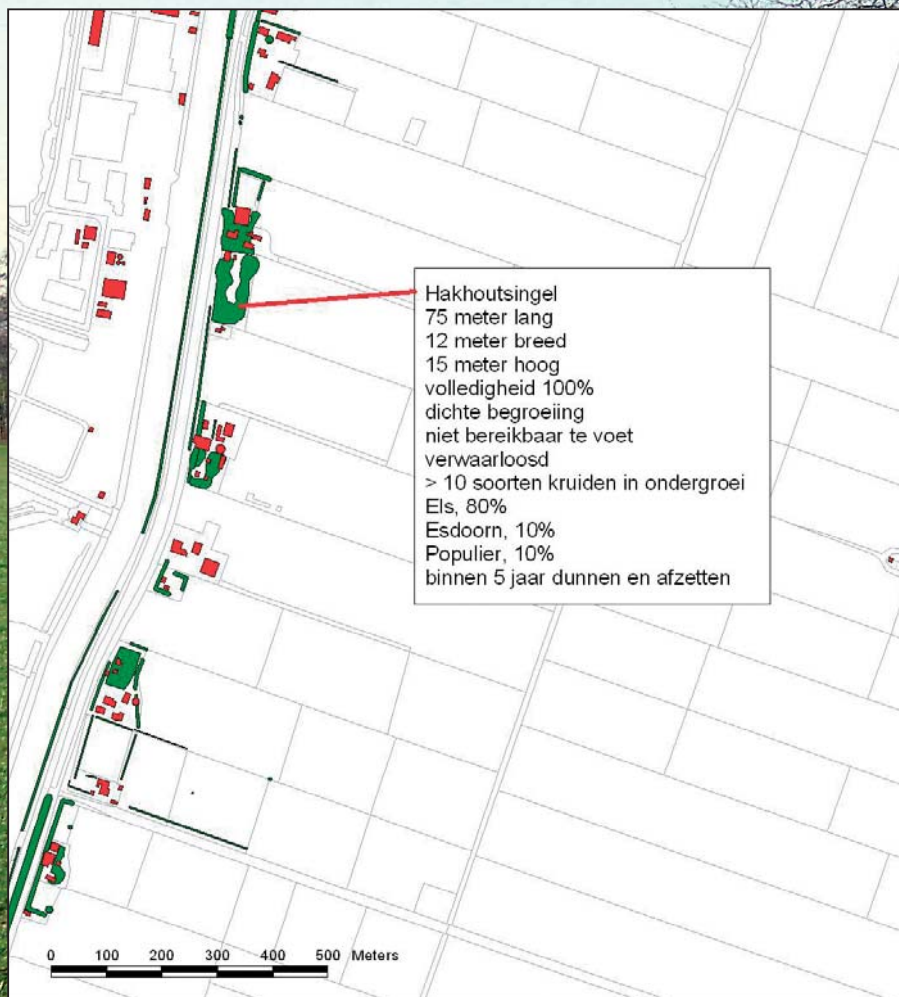 Hakhoutsingel
75 meter lang
12 meter breed
15 meter hoog
volledigheid 100%
dichte begroeiing
niet bereikbaar te voet
verwaarloosd
> 10 soorten kruiden in ondergroei
Els, 80%
Esdoorn, 10%
Populier, 10%
binnen 5 jaar dunnen en afzetten
0 100 200 300 400 500 Meters